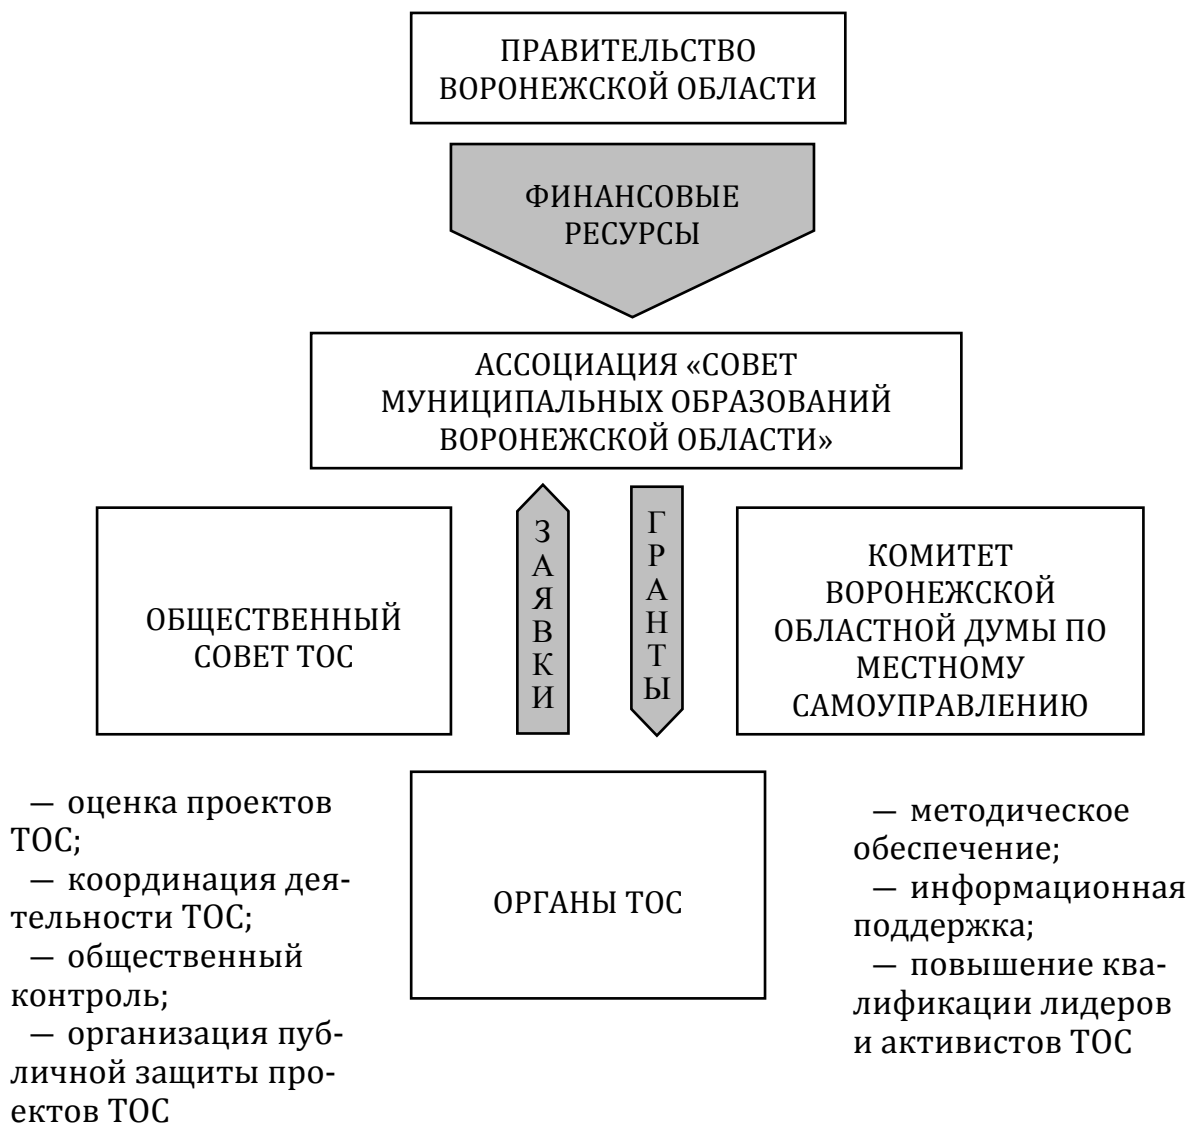 ПРАВИТЕЛЬСТВО
ВОРОНЕЖСКОЙ ОБЛАСТИ
ФИНАНСОВЫЕ
РЕСУРСЫ
АССОЦИАЦИЯ «СОВЕТ
МУНИЦИПАЛЬНЫХ ОБРАЗОВАНИЙ
ВОРОНЕЖСКОЙ ОБЛАСТИ»
ОБЩЕСТВЕННЫЙ
СОВЕТ ТОС
ЗАЯВКИ
ГРАНТЫ
КОМИТЕТ
ВОРОНЕЖСКОЙ
ОБЛАСТНОЙ ДУМЫ ПО
МЕСТНОМУ
САМОУПРАВЛЕНИЮ
— оценка проектов
ТОС;
— координация дея-
тельности ТОС;
— общественный
контроль;
— организация пуб-
личной защиты про-
ектов ТОС
ОРГАНЫ ТОС
— методическое
обеспечение;
— информационная
поддержка;
— повышение ква-
лификации лидеров
и активистов ТОС